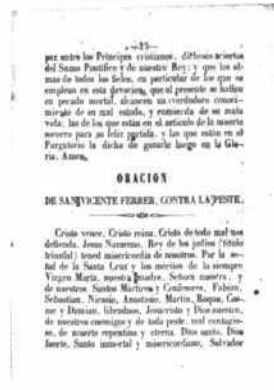 —15—
paz entre los Príncipes cristianos, dichosos aciertos
del Sumo Pontífice y de nuestro Rey; y que las al-
mas de todos los fieles, en particular de los que se
emplean en esta devocion, que al presente se hallan
en pecado mortal, alcancen un verdadero conoci-
miento de su mal estado, y enmienda de su mala
vida: las de los que estan en el artículo de la muerte
socorro para su feliz partida, y las que están en el
Purgatorio la dicha de gozarle luego en la Glo-
ria. Amen.
ORACION
DE SAN VICENTE FERRER, CONTRA LA PESTE.
Cristo vence, Cristo reina, Cristo de todo mal nos
defienda, Jesus Nazareno, Rey de los judios (título
triunfal) tened misericordia de nosotros. Por la se-
ñal de la Santa Cruz y los méritos de la siempre
Virgen María, nuestra Señora nuestra, y
de nuestros Santos Mártires y Confesores, Fabian,
Sebastian, Nicasio, Anastasio, Martin, Roque, Cos-
me y Damian, libradnos, Jesucristo y Dios nuestro,
de nuestros enemigos y de toda peste, mal contagio-
so, de muerte repentina y eterna. Dios santo, Dios
fuerte, Santo inmortal y misericordioso, Salvador